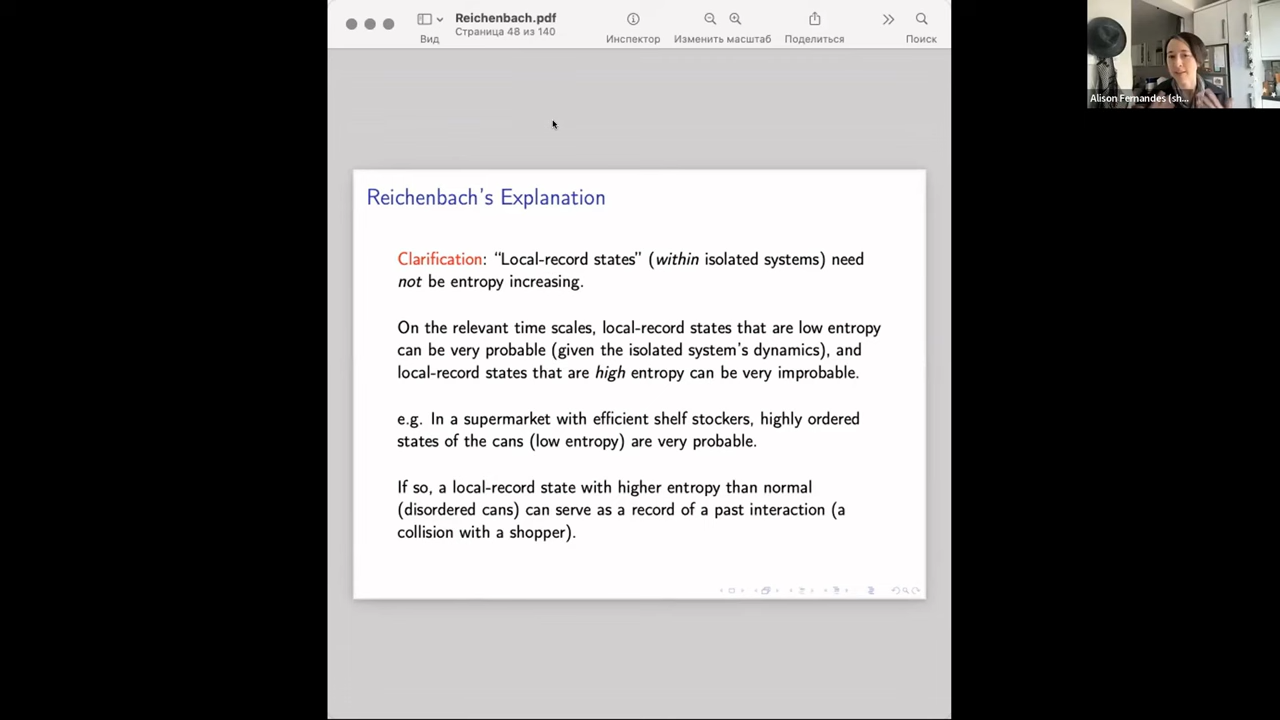 Reichenbach.pdf
Страница 48 из 140
Вид
Инспектор
Изменить масштаб
Поделиться
Поиск
Alison Fernandes (sh...
Reichenbach's Explanation
Clarification: “Local-record states” (within isolated systems) need
not be entropy increasing.
On the relevant time scales, local-record states that are low entropy
can be very probable (given the isolated system's dynamics), and
local-record states that are high entropy can be very improbable.
e.g. In a supermarket with efficient shelf stockers, highly ordered
states of the cans (low entropy) are very probable.
If so, a local-record state with higher entropy than normal
(disordered cans) can serve as a record of a past interaction (a
collision with a shopper).